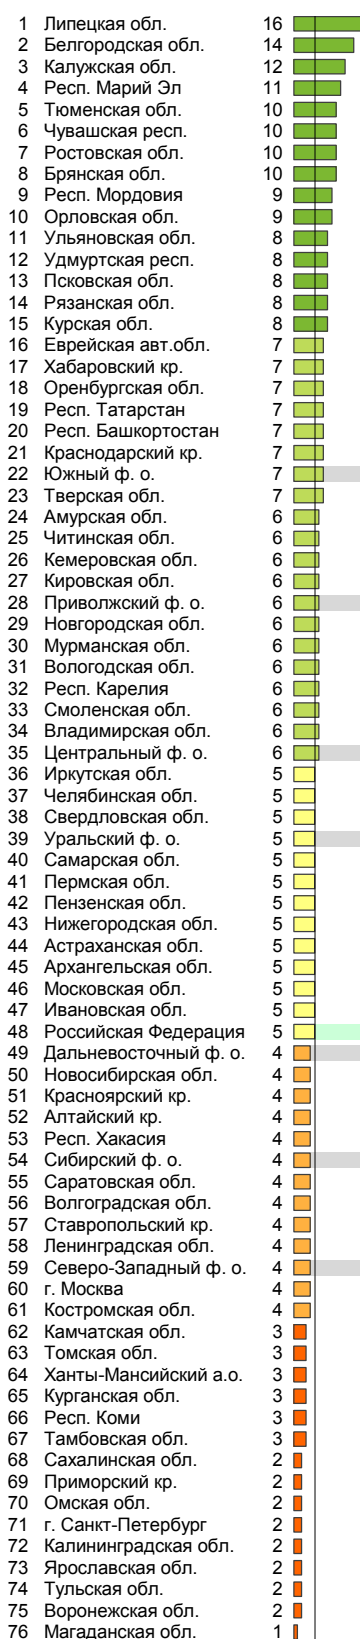 1 Липецкая обл. 16
2 Белгородская обл. 14
3 Калужская обл. 12
4 Респ. Марий Эл 11
5 Тюменская обл. 10
6 Чувашская респ. 10
7 Ростовская обл. 10
8 Брянская обл. 10
9 Респ. Мордовия 9
10 Орловская обл. 9
11 Ульяновская обл. 8
12 Удмуртская респ. 8
13 Псковская обл. 8
14 Рязанская обл. 8
15 Курская обл. 8
16 Еврейская авт.обл. 7
17 Хабаровский кр. 7
18 Оренбургская обл. 7
19 Респ. Татарстан 7
20 Респ. Башкортостан 7
21 Краснодарский кр. 7
22 Южный ф. о. 7
23 Тверская обл. 7
24 Амурская обл. 6
25 Читинская обл. 6
26 Кемеровская обл. 6
27 Кировская обл. 6
28 Приволжский ф. о. 6
29 Новгородская обл. 6
30 Мурманская обл. 6
31 Вологодская обл. 6
32 Респ. Карелия 6
33 Смоленская обл. 6
34 Владимирская обл. 6
35 Центральный ф. о. 6
36 Иркутская обл. 5
37 Челябинская обл. 5
38 Свердловская обл. 5
39 Уральский ф. о. 5
40 Самарская обл. 5
41 Пермская обл. 5
42 Пензенская обл. 5
43 Нижегородская обл. 5
44 Астраханская обл. 5
45 Архангельская обл. 5
46 Московская обл. 5
47 Ивановская обл. 5
48 Российская Федерация 5
49 Дальневосточный ф. о. 4
50 Новосибирская обл. 4
51 Красноярский кр. 4
52 Алтайский кр. 4
53 Респ. Хакасия 4
54 Сибирский ф. о. 4
55 Саратовская обл. 4
56 Волгоградская обл. 4
57 Ставропольский кр. 4
58 Ленинградская обл. 4
59 Северо-Западный ф. о. 4
60 г. Москва 4
61 Костромская обл. 4
62 Камчатская обл. 3
63 Томская обл. 3
64 Ханты-Мансийский а.о. 3
65 Курганская обл. 3
66 Респ. Коми 3
67 Тамбовская обл. 3
68 Сахалинская обл. 2
69 Приморский кр. 2
70 Омская обл. 2
71 г. Санкт-Петербург 2
72 Калининградская обл. 2
73 Ярославская обл. 2
74 Тульская обл. 2
75 Воронежская обл. 2
76 Магаданская обл. 1